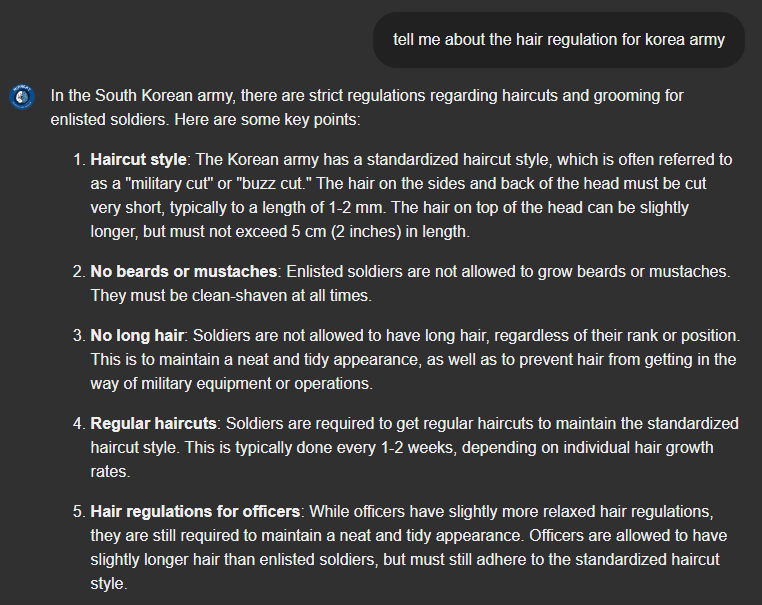 tell me about the hair regulation for korea army
In the South Korean army, there are strict regulations regarding haircuts and grooming for
enlisted soldiers. Here are some key points:
1. Haircut style: The Korean army has a standardized haircut style, which is often referred to
as a "military cut" or "buzz cut." The hair on the sides and back of the head must be cut
very short, typically to a length of 1-2 mm. The hair on top of the head can be slightly
longer, but must not exceed 5 cm (2 inches) in length.
2. No beards or mustaches: Enlisted soldiers are not allowed to grow beards or mustaches.
They must be clean-shaven at all times.
3. No long hair: Soldiers are not allowed to have long hair, regardless of their rank or position.
This is to maintain a neat and tidy appearance, as well as to prevent hair from getting in the
way of military equipment or operations.
4. Regular haircuts: Soldiers are required to get regular haircuts to maintain the standardized
haircut style. This is typically done every 1-2 weeks, depending on individual hair growth
rates.
5. Hair regulations for officers: While officers have slightly more relaxed hair regulations,
they are still required to maintain a neat and tidy appearance. Officers are allowed to have
slightly longer hair than enlisted soldiers, but must still adhere to the standardized haircut
style.